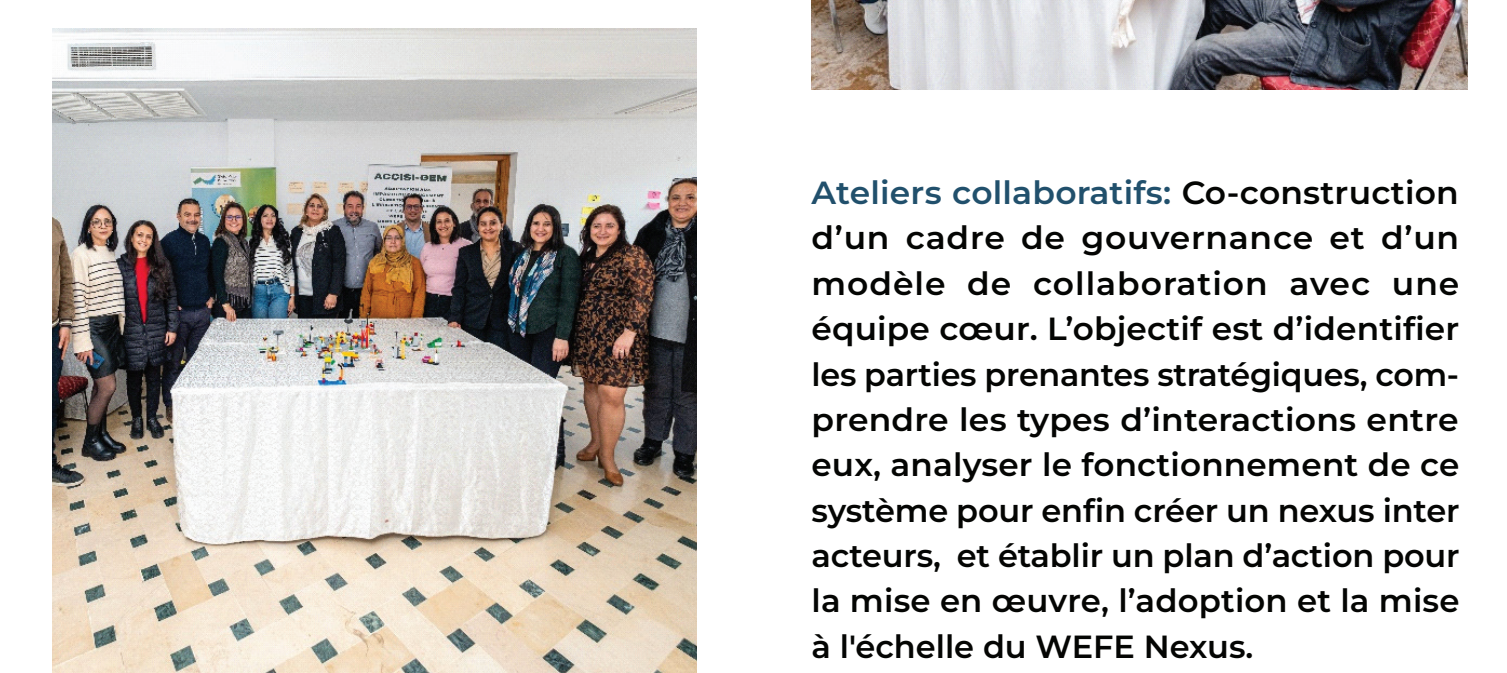 ACCISI-GEM
Ateliers collaboratifs: Co-construction
d’un cadre de gouvernance et d’un
modèle de collaboration avec une
équipe cœur. L’objectif est d’identifier
les parties prenantes stratégiques, com-
prendre les types d’interactions entre
eux, analyser le fonctionnement de ce
système pour enfin créer un nexus inter
acteurs,  et établir un plan d’action pour
la mise en œuvre, l’adoption et la mise
à l'échelle du WEFE Nexus.